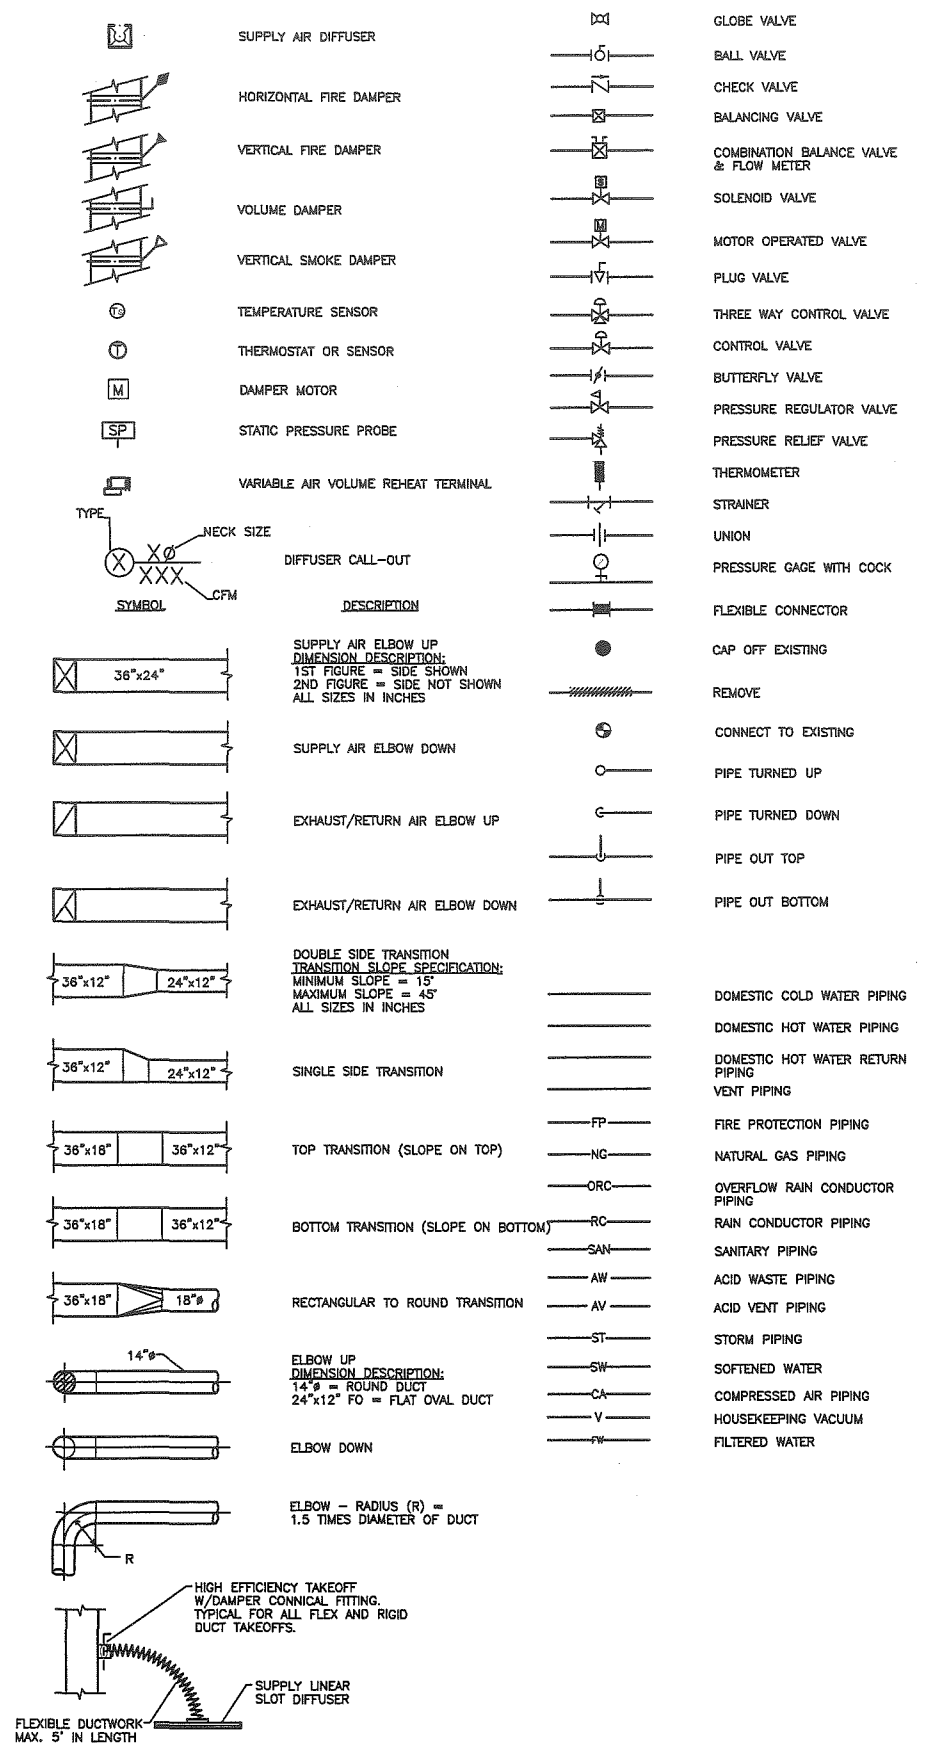 SUPPLY AIR DIFFUSER
HORIZONTAL FIRE DAMPER
VERTICAL FIRE DAMPER
VOLUME DAMPER
VERTICAL SMOKE DAMPER
TS
TEMPERATURE SENSOR
T
THERMOSTAT OR SENSOR
M
DAMPER MOTOR
SP
STATIC PRESSURE PROBE
VARIABLE AIR VOLUME REHEAT TERMINAL
TYPE
NECK SIZE
X
Xø
XXX
CFM
DIFFUSER CALL-OUT
SYMBOL
DESCRIPTION
36"x24"
SUPPLY AIR ELBOW UP
DIMENSION DESCRIPTION:
1ST FIGURE = SIDE SHOWN
2ND FIGURE = SIDE NOT SHOWN
ALL SIZES IN INCHES
SUPPLY AIR ELBOW DOWN
EXHAUST/RETURN AIR ELBOW UP
EXHAUST/RETURN AIR ELBOW DOWN
36"x12"
24"x12"
DOUBLE SIDE TRANSITION
TRANSITION SLOPE SPECIFICATION:
MINIMUM SLOPE = 15°
MAXIMUM SLOPE = 45°
ALL SIZES IN INCHES
36"x12"
24"x12"
SINGLE SIDE TRANSITION
36"x18"
36"x12"
TOP TRANSITION (SLOPE ON TOP)
36"x18"
36"x12"
BOTTOM TRANSITION (SLOPE ON BOTTOM)
36"x18"
18"ø
RECTANGULAR TO ROUND TRANSITION
14"ø
ELBOW UP
DIMENSION DESCRIPTION:
14"ø = ROUND DUCT
24"x12" FO = FLAT OVAL DUCT
ELBOW DOWN
ELBOW - RADIUS (R) =
1.5 TIMES DIAMETER OF DUCT
R
HIGH EFFICIENCY TAKEOFF
W/DAMPER CONNICAL FITTING.
TYPICAL FOR ALL FLEX AND RIGID
DUCT TAKEOFFS.
SUPPLY LINEAR
SLOT DIFFUSER
FLEXIBLE DUCTWORK
MAX. 5' IN LENGTH
GLOBE VALVE
BALL VALVE
CHECK VALVE
BALANCING VALVE
COMBINATION BALANCE VALVE
& FLOW METER
S
SOLENOID VALVE
M
MOTOR OPERATED VALVE
PLUG VALVE
THREE WAY CONTROL VALVE
CONTROL VALVE
BUTTERFLY VALVE
PRESSURE REGULATOR VALVE
PRESSURE RELIEF VALVE
THERMOMETER
STRAINER
UNION
PRESSURE GAGE WITH COCK
FLEXIBLE CONNECTOR
CAP OFF EXISTING
REMOVE
CONNECT TO EXISTING
PIPE TURNED UP
PIPE TURNED DOWN
PIPE OUT TOP
PIPE OUT BOTTOM
DOMESTIC COLD WATER PIPING
DOMESTIC HOT WATER PIPING
DOMESTIC HOT WATER RETURN
PIPING
VENT PIPING
FP
FIRE PROTECTION PIPING
NG
NATURAL GAS PIPING
ORC
OVERFLOW RAIN CONDUCTOR
PIPING
RC
RAIN CONDUCTOR PIPING
SAN
SANITARY PIPING
AW
ACID WASTE PIPING
AV
ACID VENT PIPING
ST
STORM PIPING
SW
SOFTENED WATER
CA
COMPRESSED AIR PIPING
V
HOUSEKEEPING VACUUM
FW
FILTERED WATER